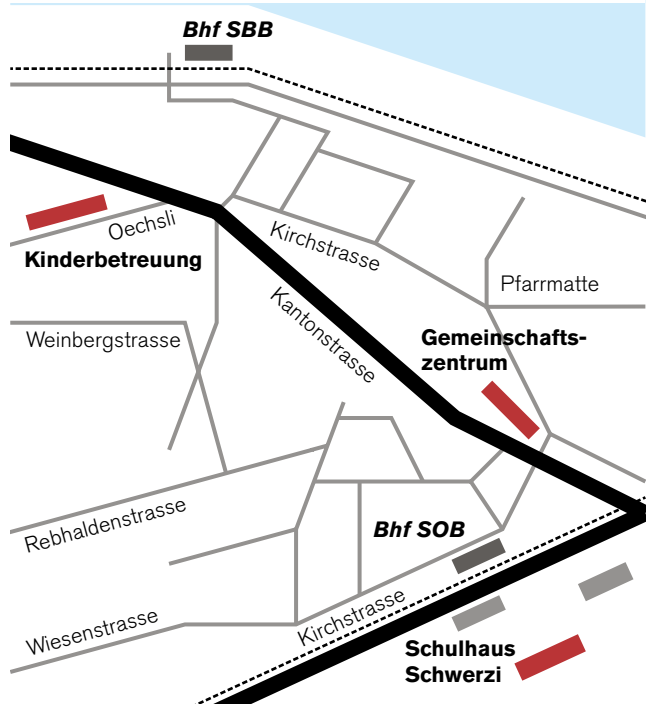 Bhf SBB
Oechsli
Kinderbetreuung
Kirchstrasse
Pfarrmatte
Kantonstrasse
Weinbergstrasse
Gemeinschafts-
zentrum
Rebhaldenstrasse
Bhf SOB
Wiesenstrasse
Kirchstrasse
Schulhaus
Schwerzi